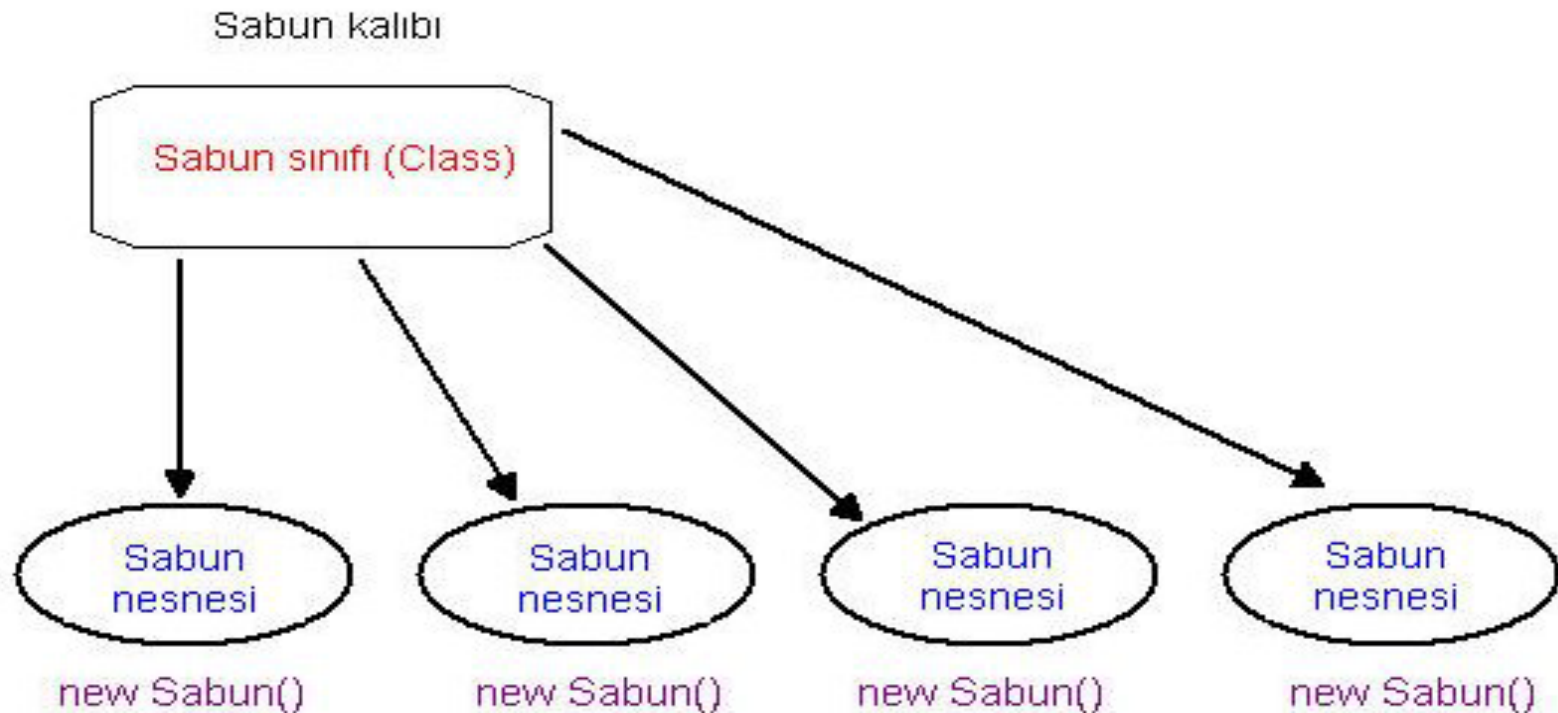 Sabun kalıbı
Sabun sınıfı (Class)
Sabun
nesnesi
Sabun
nesnesi
Sabun
nesnesi
Sabun
nesnesi
new Sabun()
new Sabun()
new Sabun()
new Sabun()